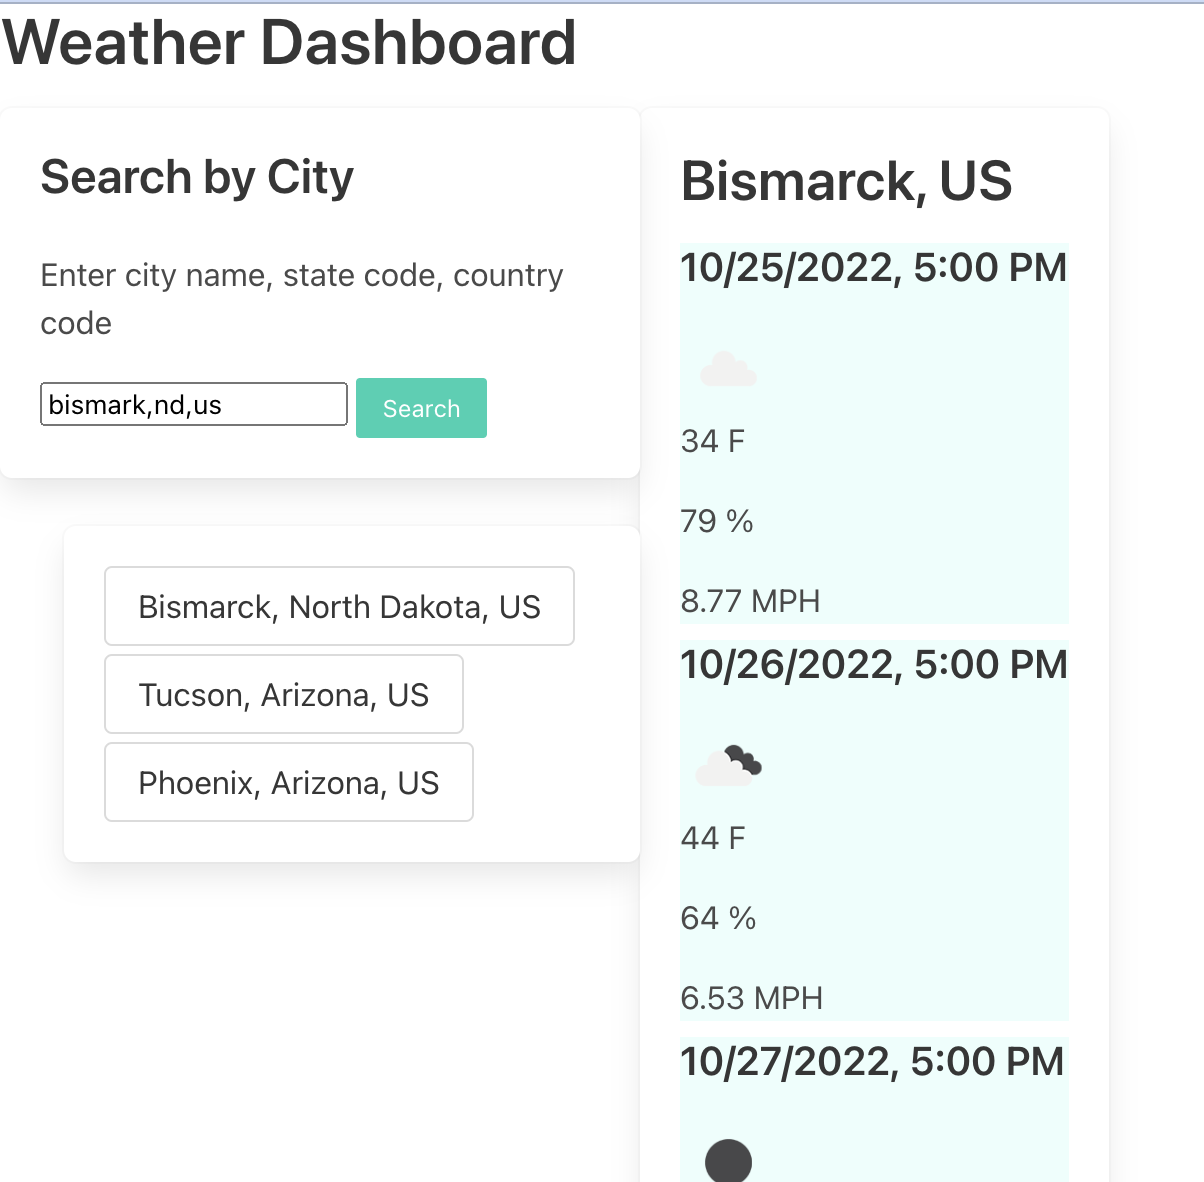 Weather Dashboard
Search by City
Enter city name, state code, country
code
bismark,nd,us
Search
Bismarck, North Dakota, US
Tucson, Arizona, US
Phoenix, Arizona, US
Bismarck, US
10/25/2022, 5:00 PM
34 F
79 %
8.77 MPH
10/26/2022, 5:00 PM
44 F
64 %
6.53 MPH
10/27/2022, 5:00 PM